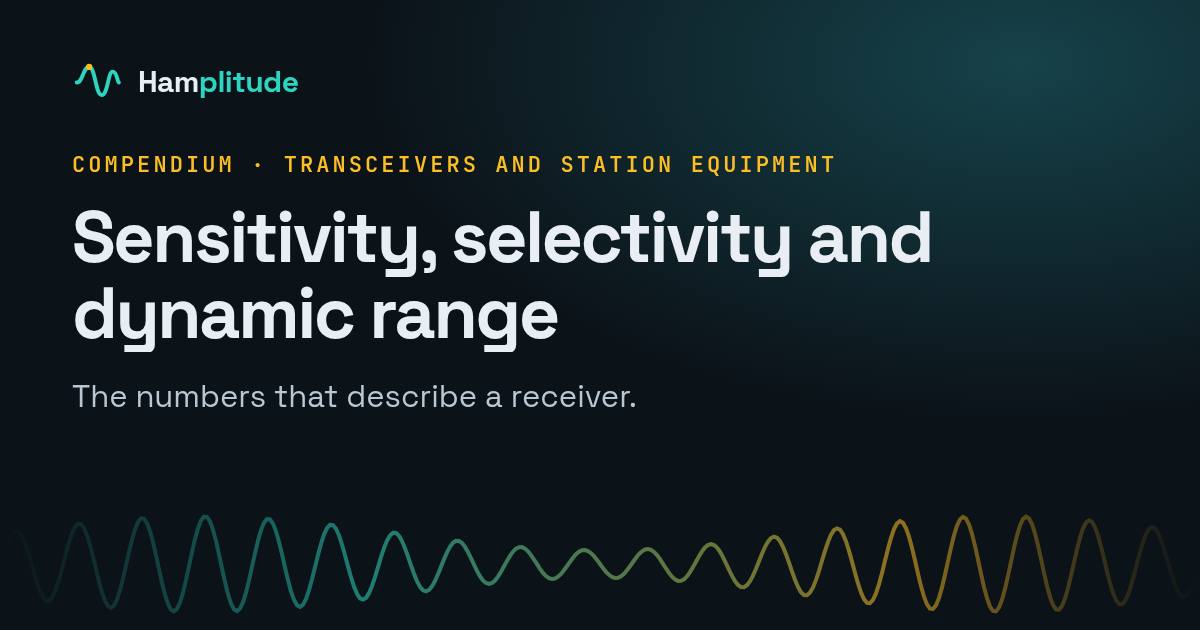 Hamplitude
COMPENDIUM · TRANSCEIVERS AND STATION EQUIPMENT
Sensitivity, selectivity and
dynamic range
The numbers that describe a receiver.